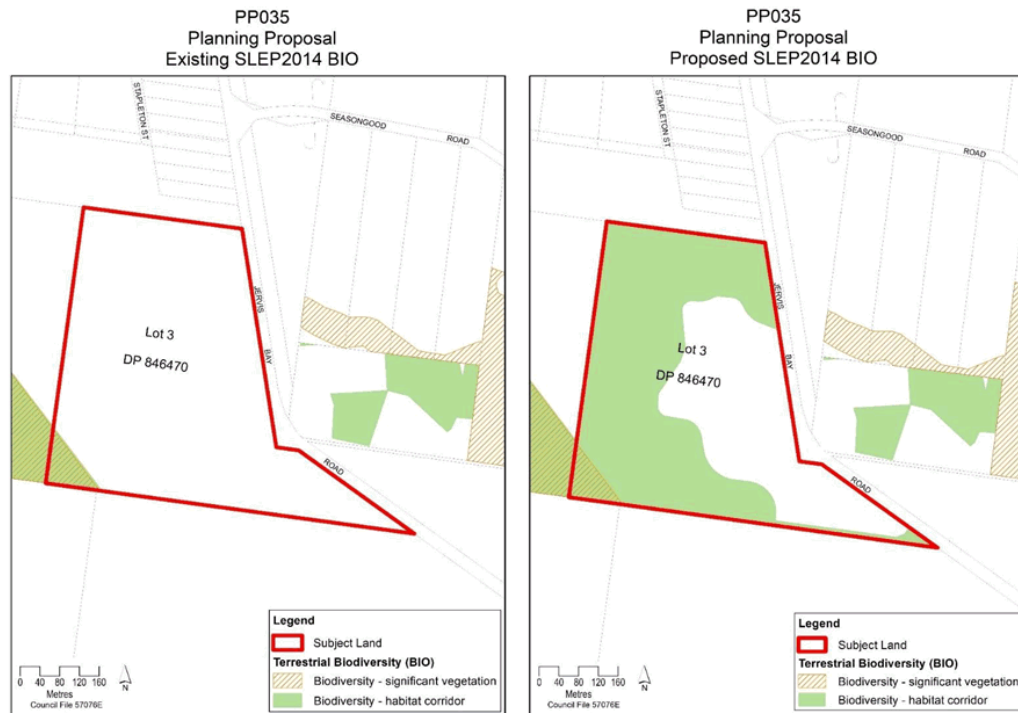 PP035
Planning Proposal
Existing SLEP2014 BIO
STAPLETON ST
SEASONGOOD
ROAD
JERVIS
BAY
ROAD
Lot 3
DP 846470
Legend
Subject Land
Terrestrial Biodiversity (BIO)
Biodiversity - significant vegetation
Biodiversity - habitat corridor
0 40 80 120 160
Metres
Council File 57076E
N
PP035
Planning Proposal
Proposed SLEP2014 BIO
STAPLETON ST
SEASONGOOD
ROAD
JERVIS
BAY
ROAD
Lot 3
DP 846470
Legend
Subject Land
Terrestrial Biodiversity (BIO)
Biodiversity - significant vegetation
Biodiversity - habitat corridor
0 40 80 120 160
Metres
Council File 57076E
N